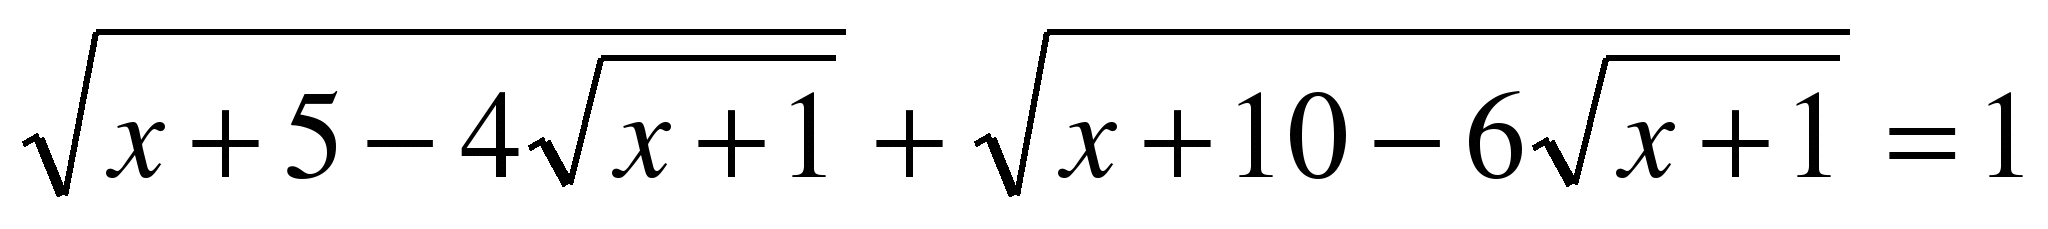 √(x + 5 − 4√(x + 1)) + √(x + 10 − 6√(x + 1)) = 1